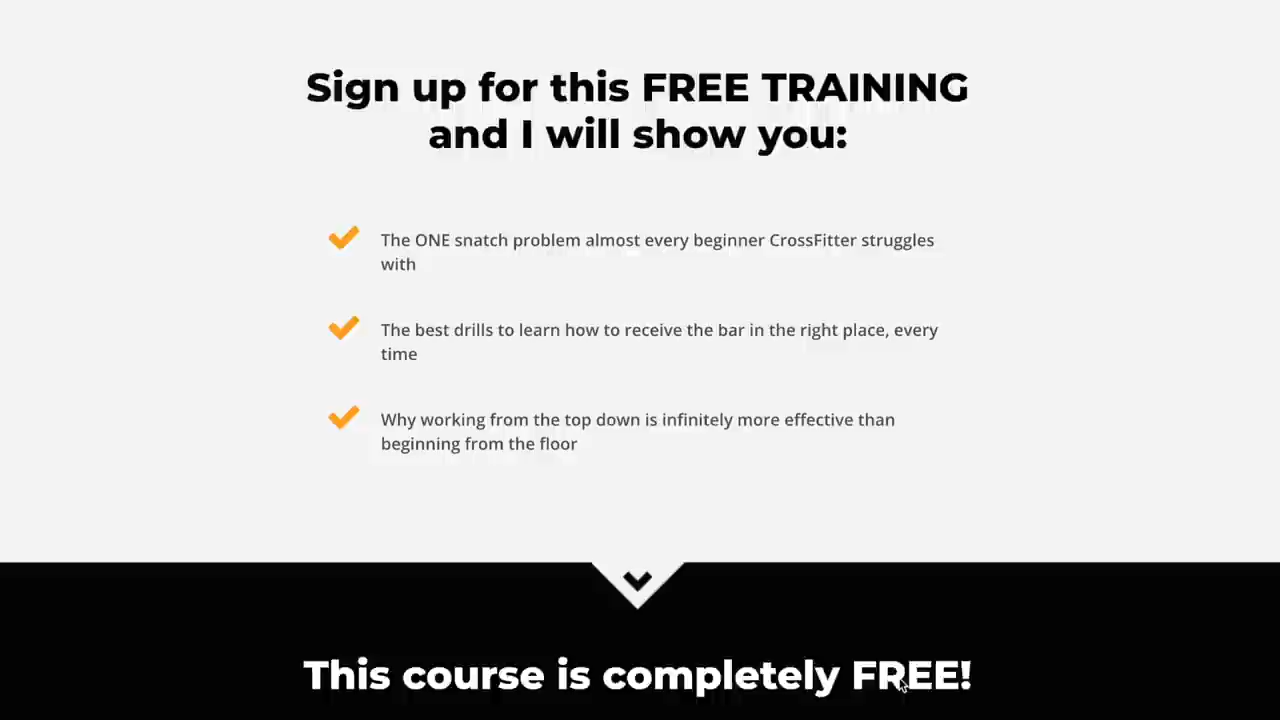 Sign up for this FREE TRAINING
and I will show you:
The ONE snatch problem almost every beginner CrossFitter struggles
with
The best drills to learn how to receive the bar in the right place, every
time
Why working from the top down is infinitely more effective than
beginning from the floor
This course is completely FREE!